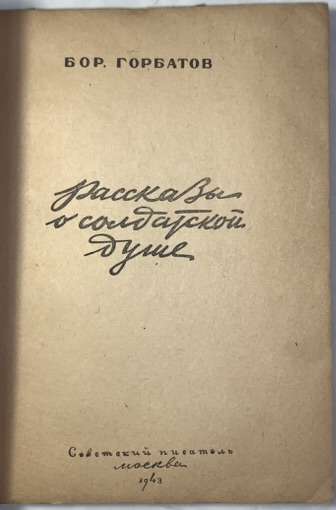 БОР. ГОРБАТОВ
Рассказы
о солдатской
душе
Советский писатель
москва
1943